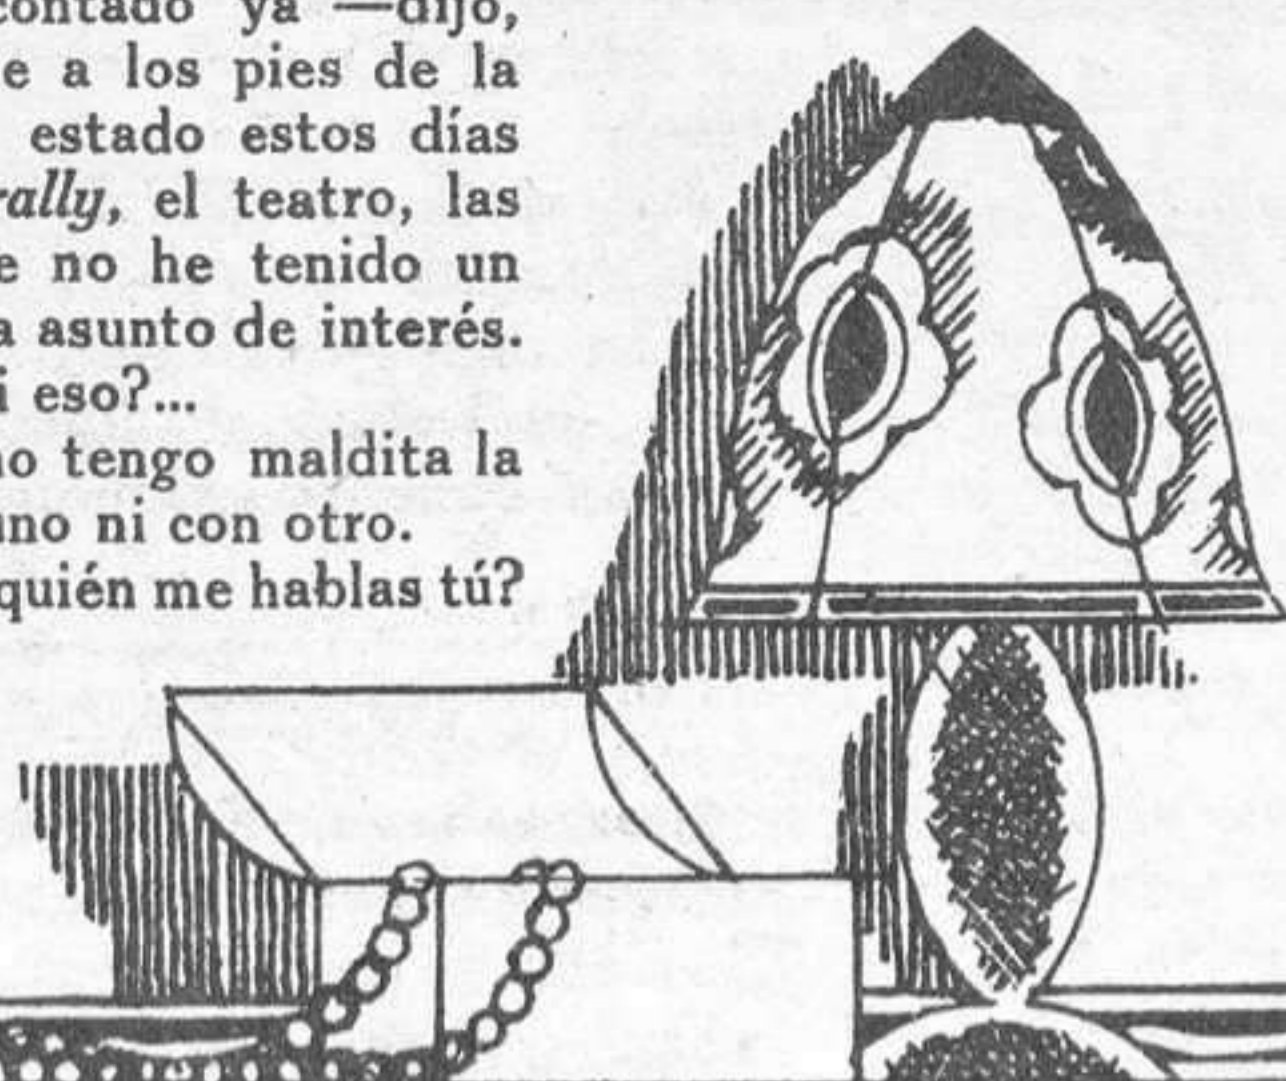 contado ya —dijo,
e a los pies de la
estado estos días
rally, el teatro, las
e no he tenido un
a asunto de interés.
i eso?...
no tengo maldita la
uno ni con otro.
quién me hablas tú?